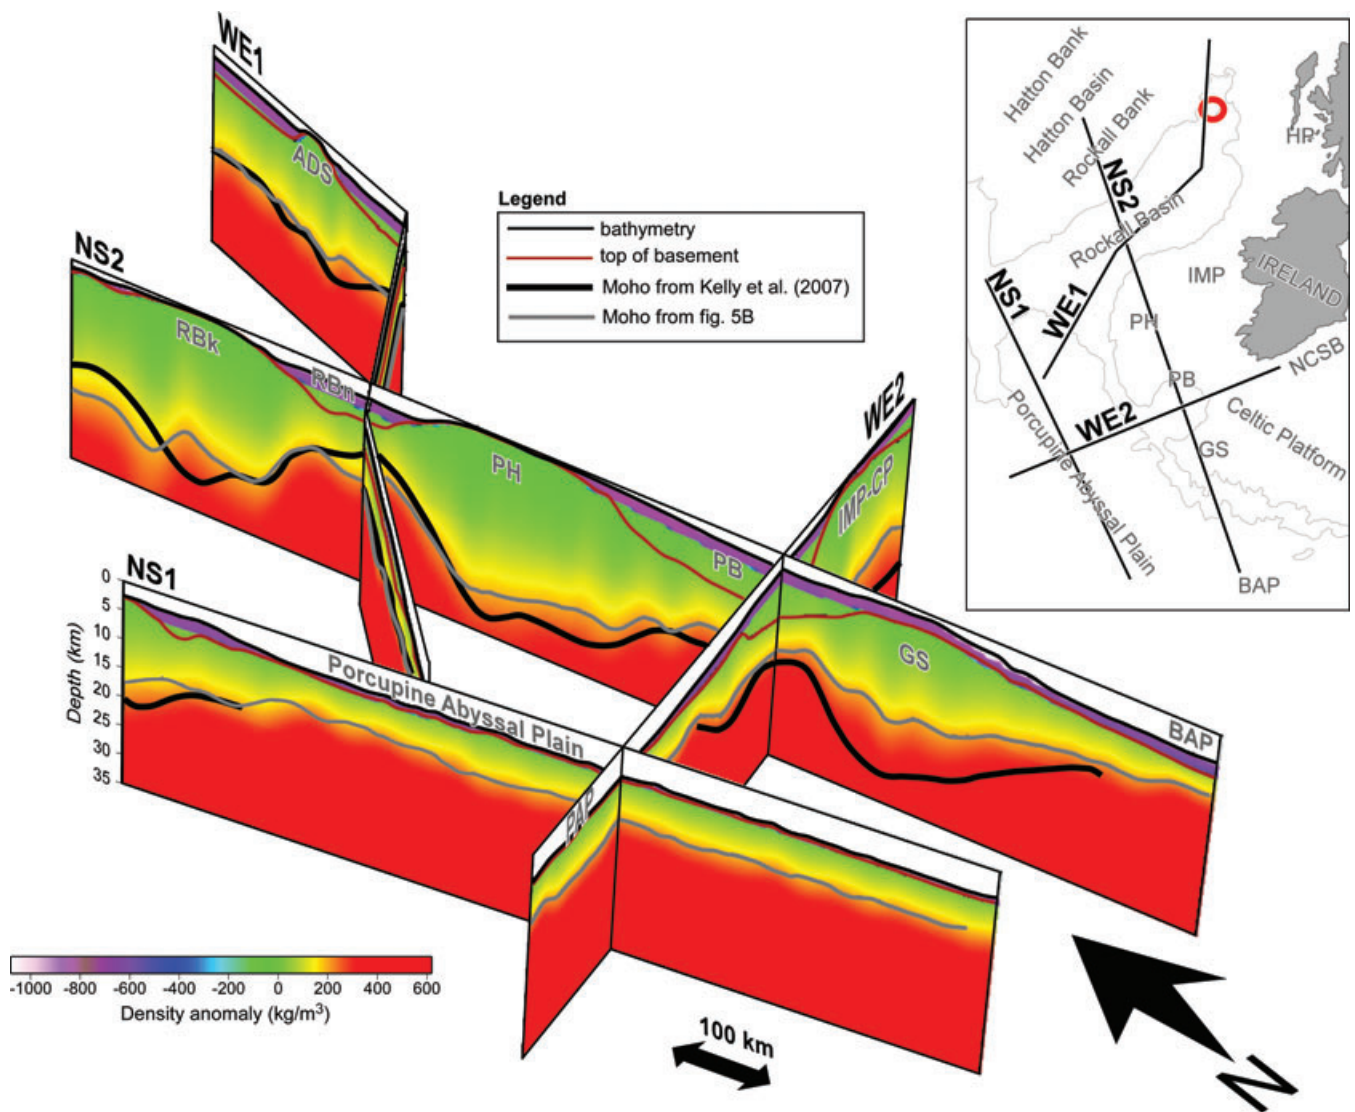 WE1
ADS
NS2
RBk
RBn
PH
PB
WE2
IMP-CP
GS
BAP
NS1
Porcupine Abyssal Plain
PAP
Depth (km)
0
5
10
15
20
25
30
35
Legend
bathymetry
top of basement
Moho from Kelly et al. (2007)
Moho from fig. 5B
Hatton Bank
Hatton Basin
Rockall Bank
HP
NS2
Rockall Basin
IMP
IRELAND
NS1
WE1
PH
NCSB
PB
WE2
Celtic Platform
GS
Porcupine Abyssal Plain
BAP
-1000 -800 -600 -400 -200 0 200 400 600
Density anomaly (kg/m³)
100 km
N